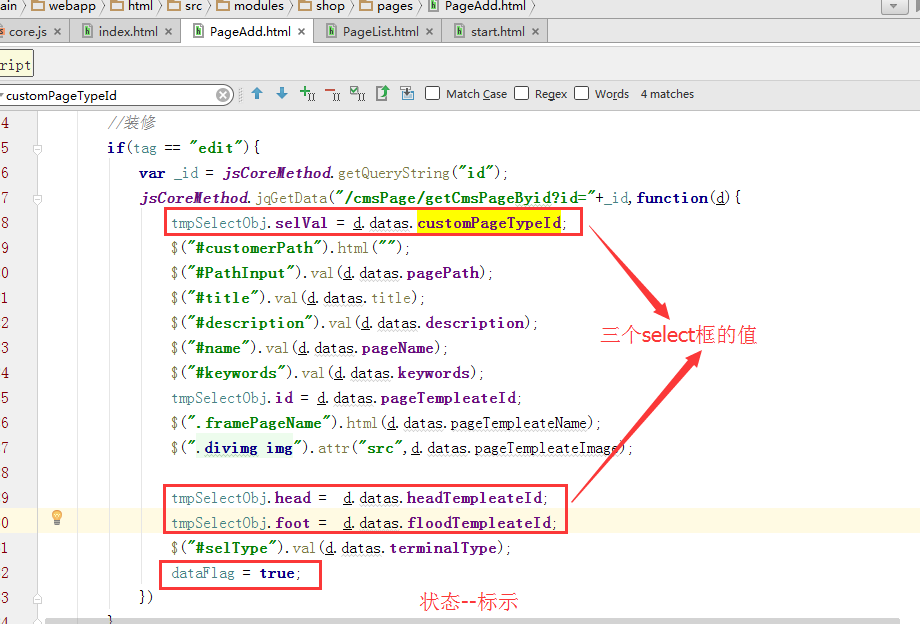 ain webapp html src modules shop pages PageAdd.html
core.js index.html PageAdd.html PageList.html start.html
ript
customPageTypeId Match Case Regex Words 4 matches
4 //装修
5 if(tag == "edit"){
6 var _id = jsCoreMethod.getQueryString("id");
7 jsCoreMethod.jqGetData("/cmsPage/getCmsPageByid?id="+_id,function(d){
8 tmpSelectObj.selVal = d.datas.customPageTypeId;
9 $("#customerPath").html("");
0 $("#PathInput").val(d.datas.pagePath);
1 $("#title").val(d.datas.title);
2 $("#description").val(d.datas.description);
三个select框的值
3 $("#name").val(d.datas.pageName);
4 $("#keywords").val(d.datas.keywords);
5 tmpSelectObj.id = d.datas.pageTempleateId;
6 $(".framePageName").html(d.datas.pageTempleateName);
7 $(".divimg img").attr("src",d.datas.pageTempleateImage);
8
9 tmpSelectObj.head = d.datas.headTempleateId;
0 tmpSelectObj.foot = d.datas.floodTempleateId;
1 $("#selType").val(d.datas.terminalType);
2 dataFlag = true;
3 })
状态--标示
4 }